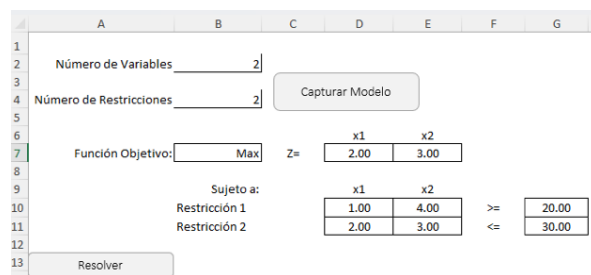 A B C D E F G
1
2 Número de Variables 2
3
4 Número de Restricciones 2 Capturar Modelo
5
6 x1 x2
7 Función Objetivo: Max Z= 2.00 3.00
8
9 Sujeto a: x1 x2
10 Restricción 1 1.00 4.00 >= 20.00
11 Restricción 2 2.00 3.00 <= 30.00
12
13 Resolver